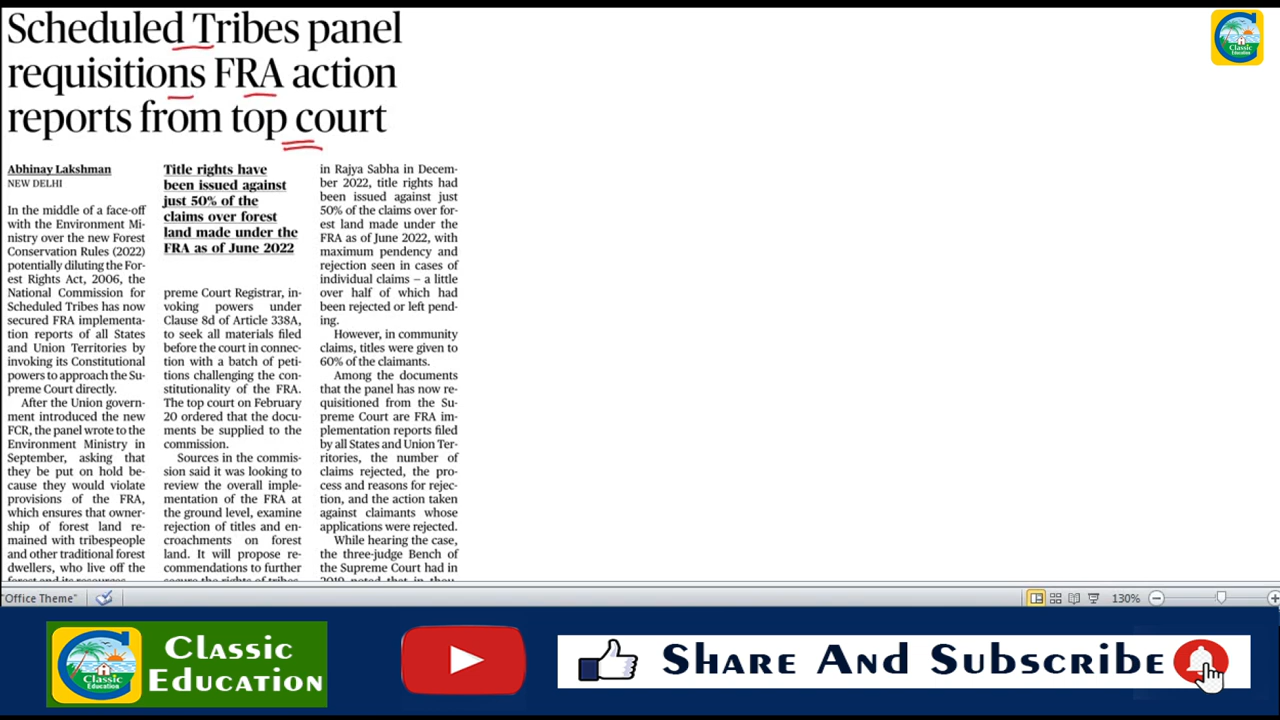 Scheduled Tribes panel
requisitions FRA action
reports from top court
Abhinay Lakshman
NEW DELHI
In the middle of a face-off
with the Environment Mi-
nistry over the new Forest
Conservation Rules (2022)
potentially diluting the For-
est Rights Act, 2006, the
National Commission for
Scheduled Tribes has now
secured FRA implementa-
tion reports of all States
and Union Territories by
invoking its Constitutional
powers to approach the Su-
preme Court directly.
After the Union govern-
ment introduced the new
FCR, the panel wrote to the
Environment Ministry in
September, asking that
they be put on hold be-
cause they would violate
provisions of the FRA,
which ensures that owner-
ship of forest land re-
mained with tribespeople
and other traditional forest
dwellers, who live off the
forest and its resources
Title rights have
been issued against
just 50% of the
claims over forest
land made under the
FRA as of June 2022
preme Court Registrar, in-
voking powers under
Clause 8d of Article 338A,
to seek all materials filed
before the court in connec-
tion with a batch of peti-
tions challenging the con-
stitutionality of the FRA.
The top court on February
20 ordered that the docu-
ments be supplied to the
commission.
Sources in the commis-
sion said it was looking to
review the overall imple-
mentation of the FRA at
the ground level, examine
rejection of titles and en-
croachments on forest
land. It will propose re-
commendations to further
secure the rights of tribes
in Rajya Sabha in Decem-
ber 2022, title rights had
been issued against just
50% of the claims over for-
est land made under the
FRA as of June 2022, with
maximum pendency and
rejection seen in cases of
individual claims – a little
over half of which had
been rejected or left pend-
ing.
However, in community
claims, titles were given to
60% of the claimants.
Among the documents
that the panel has now re-
quisitioned from the Su-
preme Court are FRA im-
plementation reports filed
by all States and Union Ter-
ritories, the number of
claims rejected, the pro-
cess and reasons for rejec-
tion, and the action taken
against claimants whose
applications were rejected.
While hearing the case,
the three-judge Bench of
the Supreme Court had in
2019 noted that in thou-
Classic
Education
"Office Theme"
130%
Classic
Education
Classic
Education
Share And Subscribe